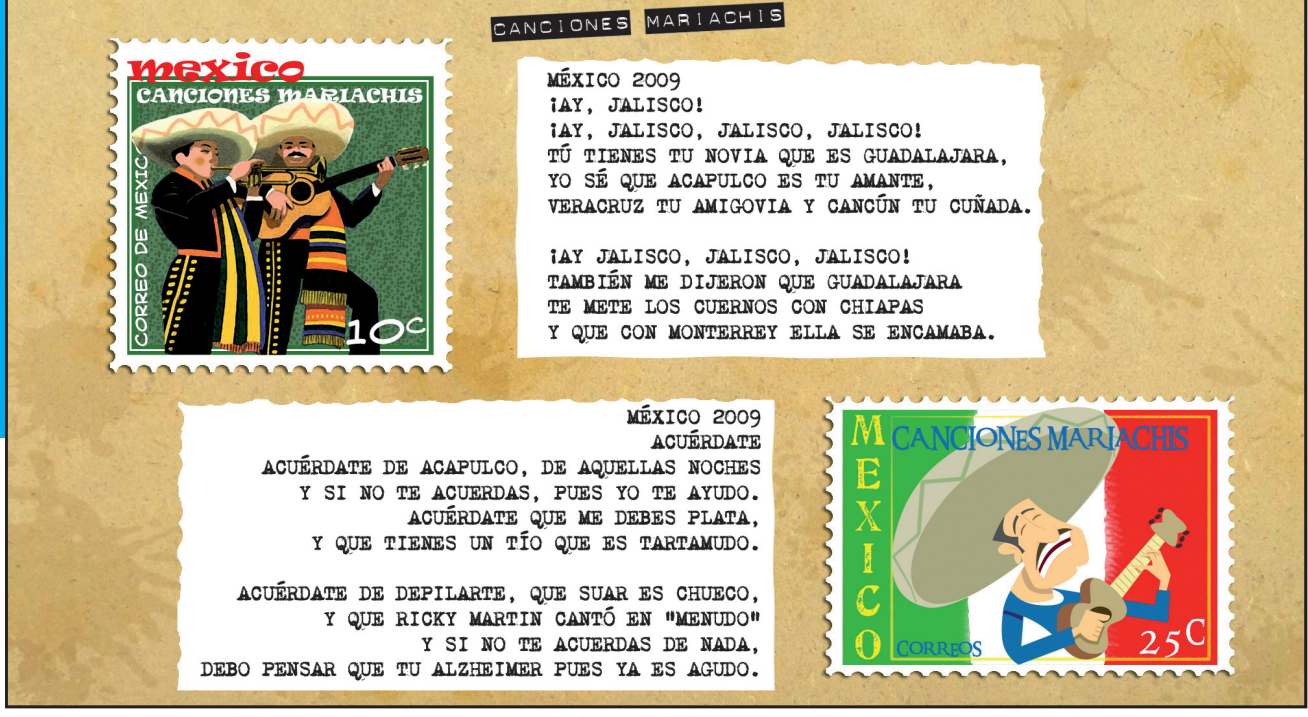 CANCIONES MARIACHIS
mexico
CANCIONES MARIACHIS
CORREO DE MEXIC
10c
MÉXICO 2009
¡AY, JALISCO!
¡AY, JALISCO, JALISCO, JALISCO!
TÚ TIENES TU NOVIA QUE ES GUADALAJARA,
YO SÉ QUE ACAPULCO ES TU AMANTE,
VERACRUZ TU AMIGOVIA Y CANCÚN TU CUÑADA.
¡AY JALISCO, JALISCO, JALISCO!
TAMBIÉN ME DIJERON QUE GUADALAJARA
TE METE LOS CUERNOS CON CHIAPAS
Y QUE CON MONTERREY ELLA SE ENCAMABA.
MÉXICO 2009
ACUÉRDATE
ACUÉRDATE DE ACAPULCO, DE AQUELLAS NOCHES
Y SI NO TE ACUERDAS, PUES YO TE AYUDO.
ACUÉRDATE QUE ME DEBES PLATA,
Y QUE TIENES UN TÍO QUE ES TARTAMUDO.
ACUÉRDATE DE DEPILARTE, QUE SUAR ES CHUECO,
Y QUE RICKY MARTIN CANTÓ EN "MENUDO"
Y SI NO TE ACUERDAS DE NADA,
DEBO PENSAR QUE TU ALZHEIMER PUES YA ES AGUDO.
MEXICO
CANCIONES MARIACHIS
CORREOS
25C